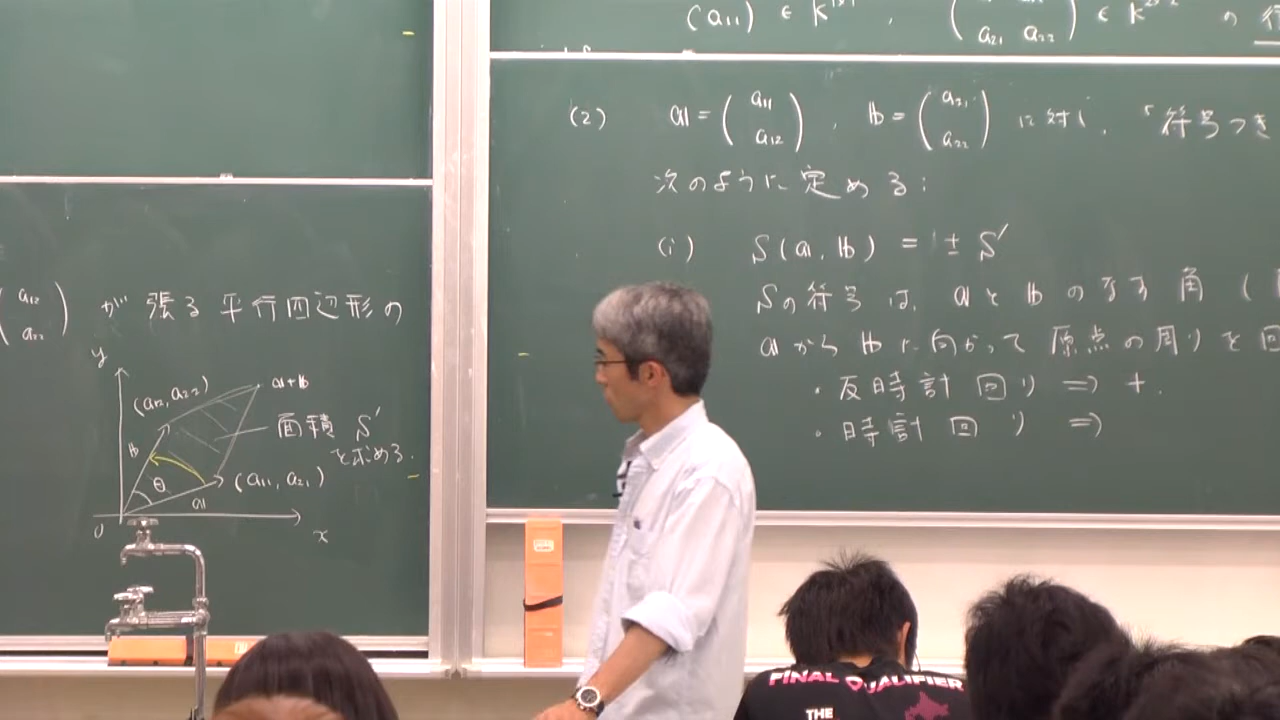 (a12
a22) が 張る 平行四辺形の
y
(a12, a22)
a+b
b
面積 S'
を求める.
θ
(a11, a21)
a
0
x
(a11) ∈ K
a21 a22) ∈ K の 行
(2) a = (a11
a12), b = (a21
a22) に対し, 「符号つき
次のように定める:
(i) S(a, b) = ± S'
Sの符号は, aとbのなす角 (
aからbに向かって原点の周りを回
・反時計回り ⇒ +.
・時計回り ⇒
FINAL QUALIFIER
THE